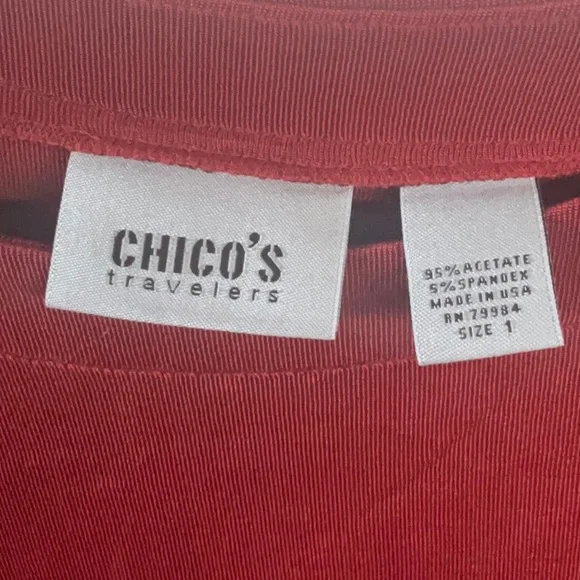 CHICO'S
travelers
95% ACETATE
5% SPANDEX
MADE IN USA
RN 79984
SIZE 1